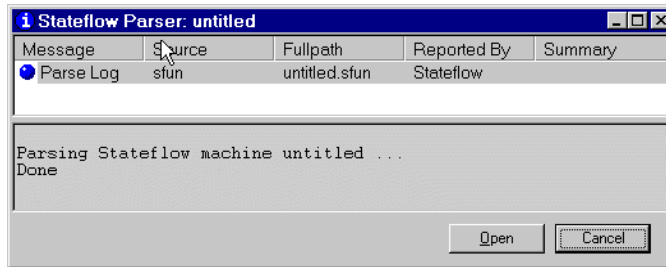 Stateflow Parser: untitled
Message Source Fullpath Reported By Summary
Parse Log sfun untitled.sfun Stateflow
Parsing Stateflow machine untitled ...
Done
Open Cancel